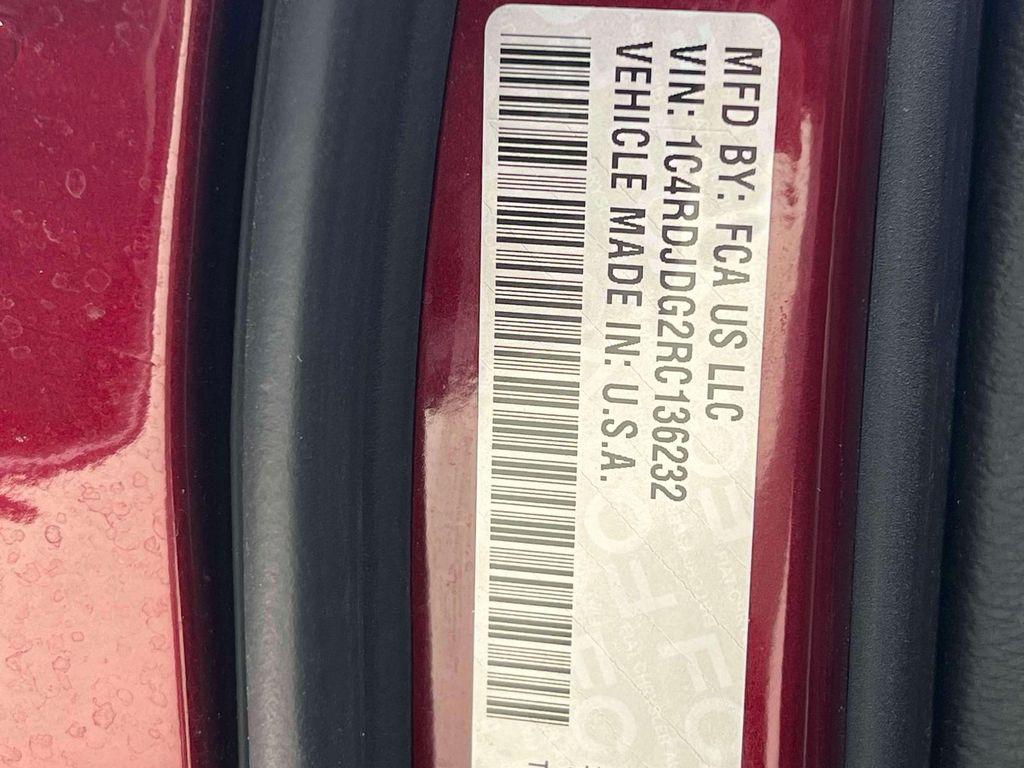 MFD BY: FCA US LLC
VIN: 1C4RDJDG2RC136232
VEHICLE MADE IN: U.S.A.